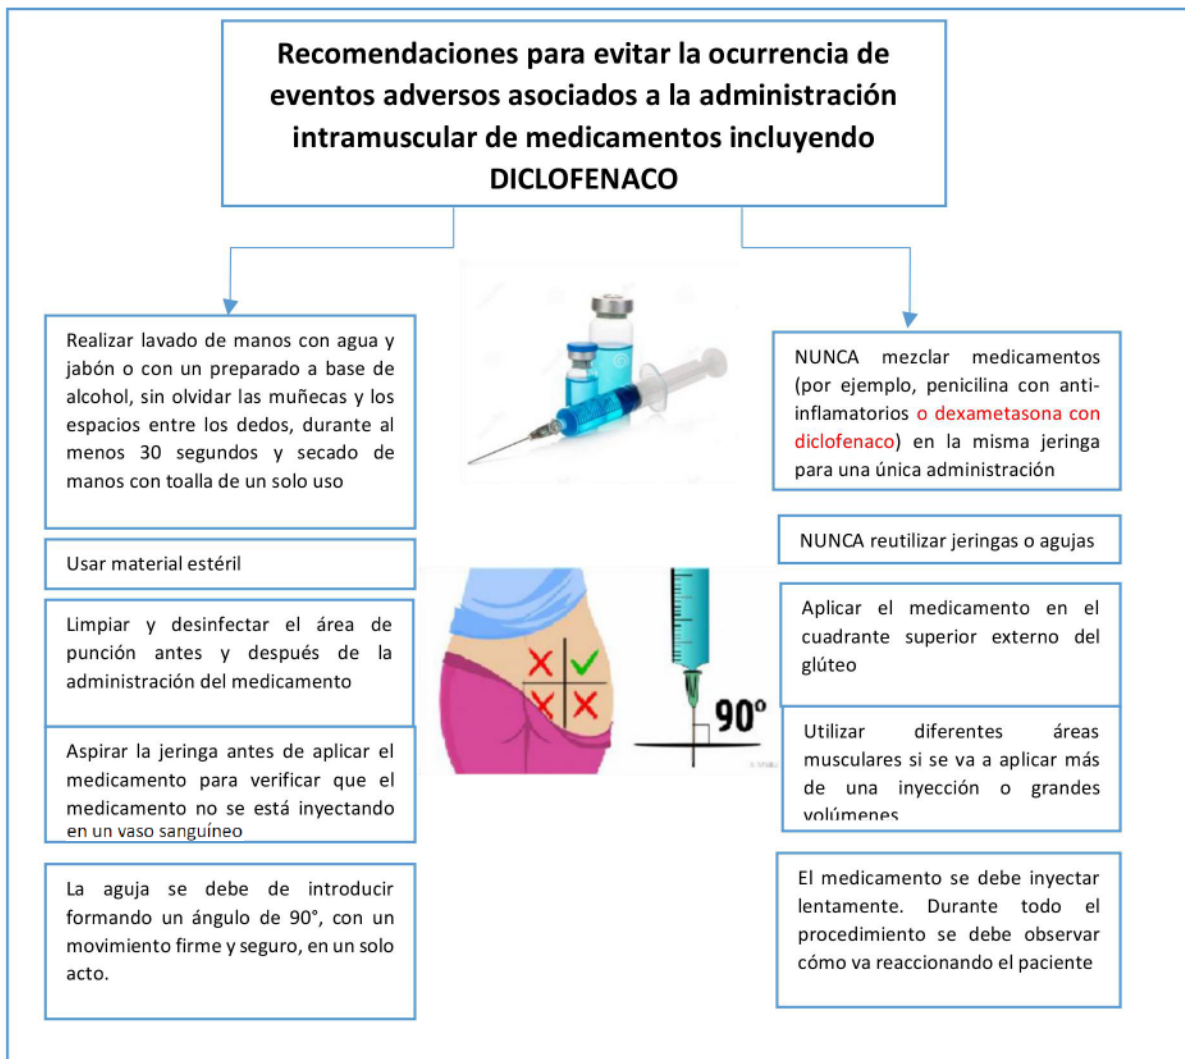 Recomendaciones para evitar la ocurrencia de
eventos adversos asociados a la administración
intramuscular de medicamentos incluyendo
DICLOFENACO
Realizar lavado de manos con agua y
jabón o con un preparado a base de
alcohol, sin olvidar las muñecas y los
espacios entre los dedos, durante al
menos 30 segundos y secado de
manos con toalla de un solo uso
Usar material estéril
Limpiar y desinfectar el área de
punción antes y después de la
administración del medicamento
Aspirar la jeringa antes de aplicar el
medicamento para verificar que el
medicamento no se está inyectando
en un vaso sanguíneo
La aguja se debe de introducir
formando un ángulo de 90°, con un
movimiento firme y seguro, en un solo
acto.
90°
NUNCA mezclar medicamentos
(por ejemplo, penicilina con anti-
inflamatorios o dexametasona con
diclofenaco) en la misma jeringa
para una única administración
NUNCA reutilizar jeringas o agujas
Aplicar el medicamento en el
cuadrante superior externo del
glúteo
Utilizar diferentes áreas
musculares si se va a aplicar más
de una inyección o grandes
volúmenes
El medicamento se debe inyectar
lentamente. Durante todo el
procedimiento se debe observar
cómo va reaccionando el paciente